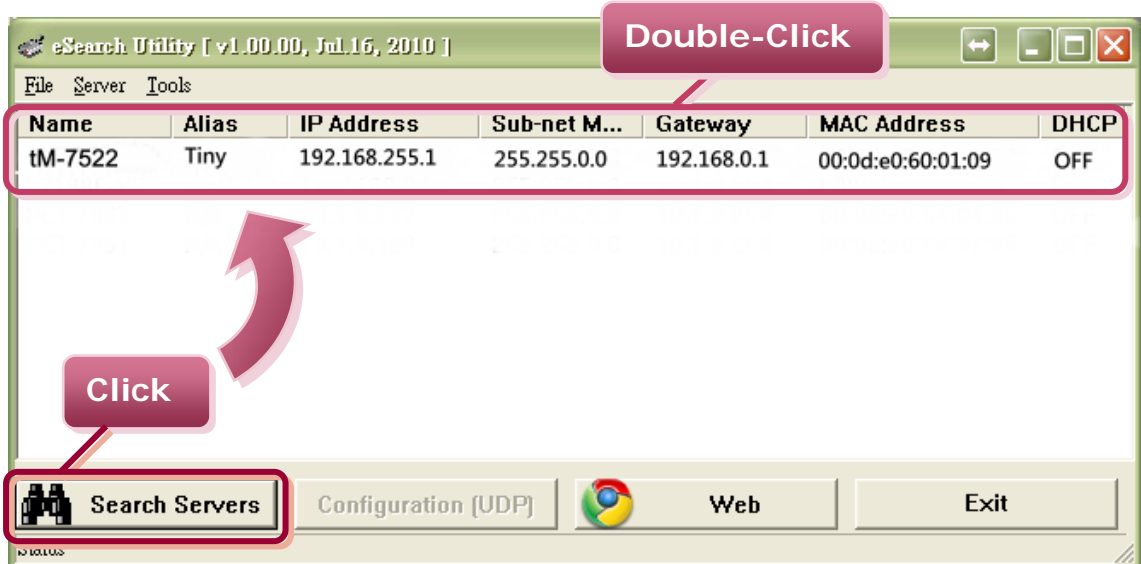 eSearch Utility [ v1.00.00, Jul.16, 2010 ]
Double-Click
File Server Tools
Name Alias IP Address Sub-net M... Gateway MAC Address DHCP
tM-7522 Tiny 192.168.255.1 255.255.0.0 192.168.0.1 00:0d:e0:60:01:09 OFF
Click
Search Servers Configuration (UDP) Web Exit
Status